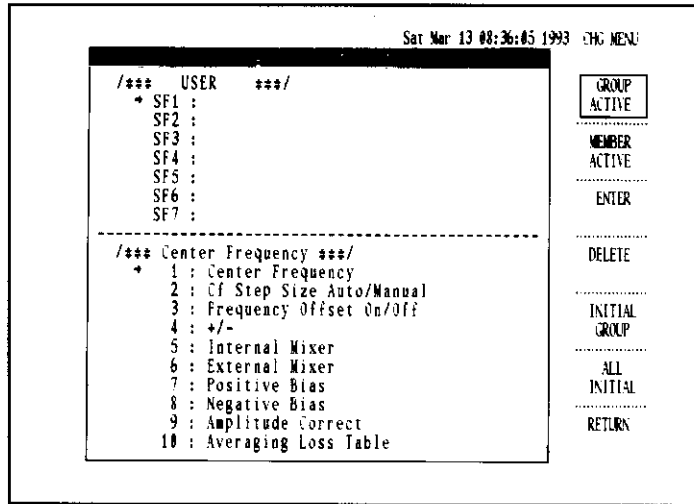 Sat Mar 13 08:36:05 1993 CHG MENU
/*** USER ***/
→ SF1 :
SF2 :
SF3 :
SF4 :
SF5 :
SF6 :
SF7 :
/*** Center Frequency ***/
→ 1 : Center Frequency
2 : Cf Step Size Auto/Manual
3 : Frequency Offset On/Off
4 : +/-
5 : Internal Mixer
6 : External Mixer
7 : Positive Bias
8 : Negative Bias
9 : Amplitude Correct
10 : Averaging Loss Table
GROUP
ACTIVE
MEMBER
ACTIVE
ENTER
DELETE
INITIAL
GROUP
ALL
INITIAL
RETURN